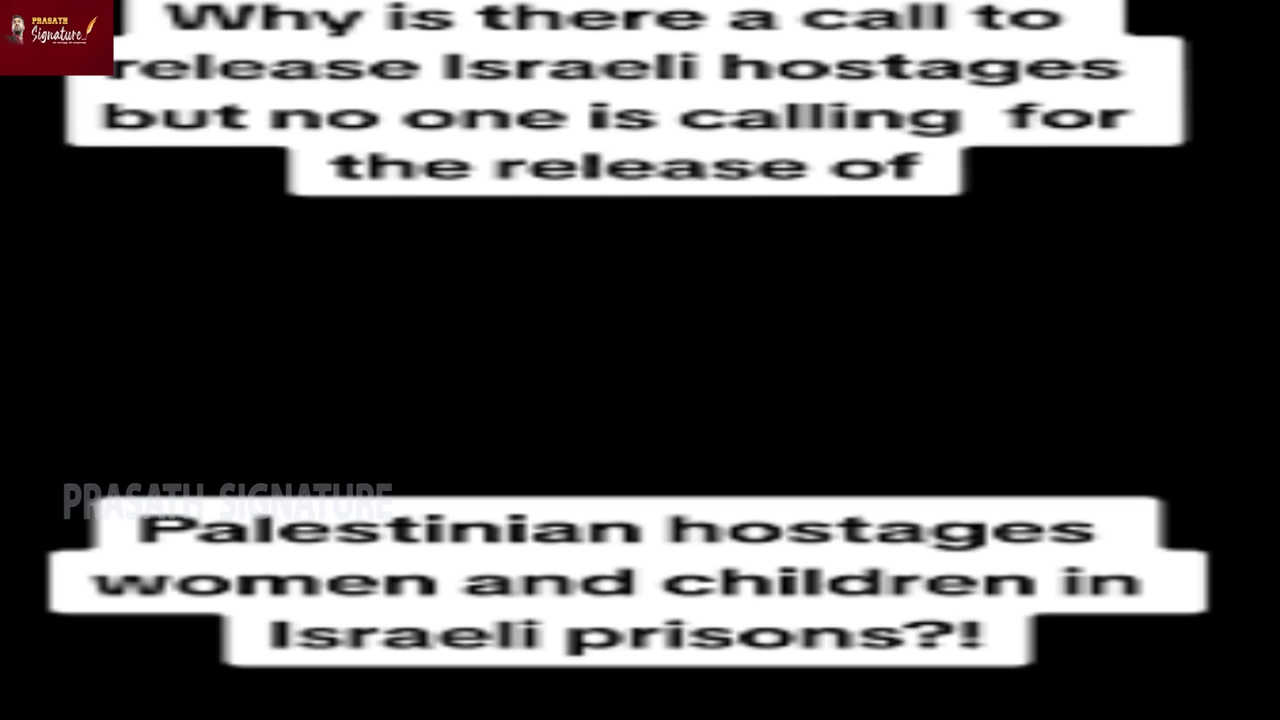 PRASATH
Signature
Why is there a call to
release Israeli hostages
but no one is calling for
the release of
PRASATH SIGNATURE
Palestinian hostages
women and children in
Israeli prisons?!